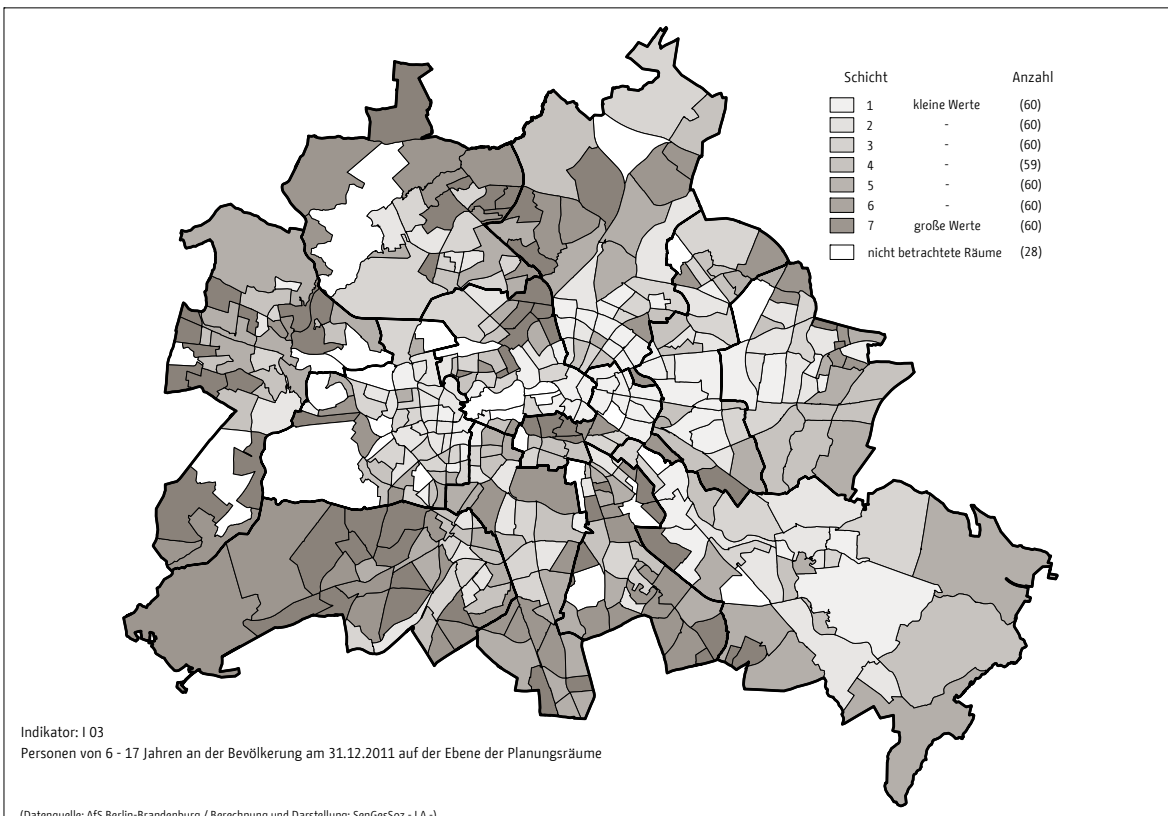 Schicht Anzahl
1 kleine Werte (60)
2 - (60)
3 - (60)
4 - (59)
5 - (60)
6 - (60)
7 große Werte (60)
nicht betrachtete Räume (28)
Indikator: I 03
Personen von 6 - 17 Jahren an der Bevölkerung am 31.12.2011 auf der Ebene der Planungsräume
(Datenquelle: AfS Berlin-Brandenburg / Berechnung und Darstellung: SenGesSoz - I A -)